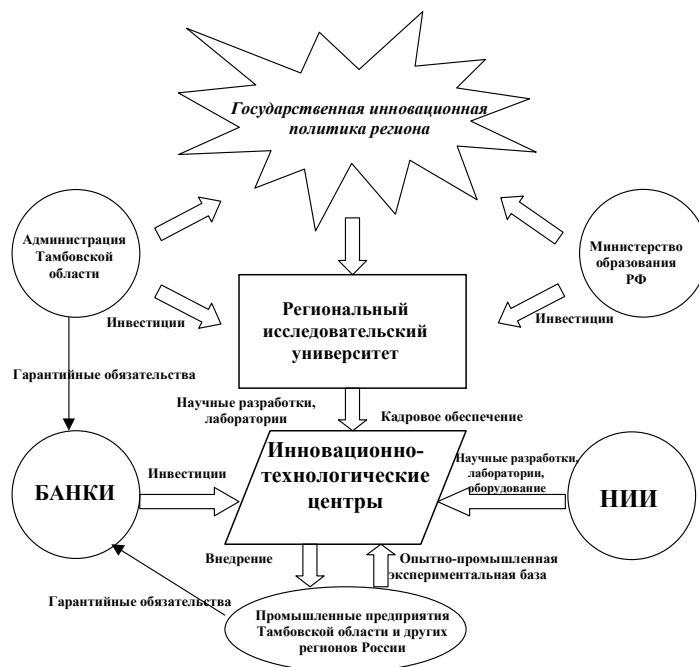 Государственная инновационная
политика региона
Администрация
Тамбовской
области
Министерство
образования
РФ
Региональный
исследовательский
университет
Инвестиции
Инвестиции
Гарантийные обязательства
Научные разработки,
лаборатории
Кадровое обеспечение
Инновационно-
технологические
центры
БАНКИ
Инвестиции
Научные разработки,
лаборатории,
оборудование
НИИ
Внедрение
Опытно-промышленная
экспериментальная база
Гарантийные обязательства
Промышленные предприятия
Тамбовской области и других
регионов России